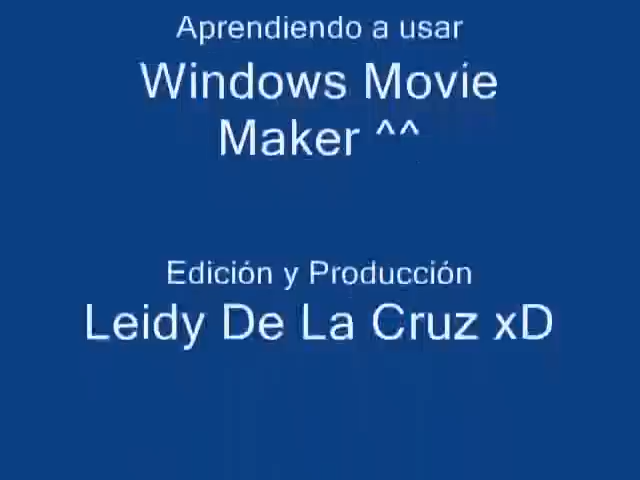 Aprendiendo a usar
Windows Movie
Maker ^^
Edición y Producción
Leidy De La Cruz xD